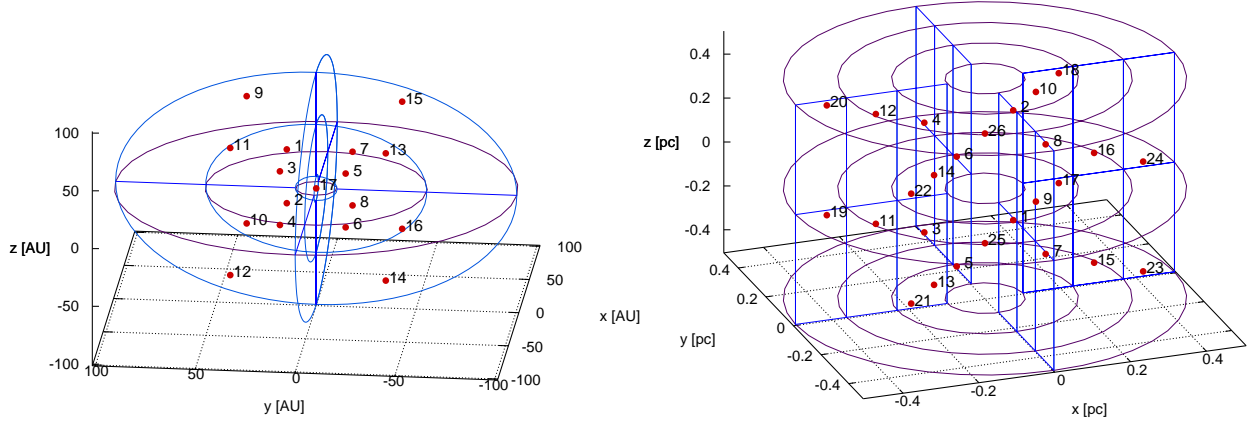 18
20 12 10 2
0.4
9 15
z [pc] 0.2
4 26 8
100 11 1 7 13 0 6 16 24
3 5 14 17
50 17 -0.2 22 9
2 8 19 11 1
10 4 6 16 -0.4 3 25 7
z [AU] 0 100 5 15 23
12 14 50 0.4 13
-50 0 x [AU] 0.2 21
-50 y [pc] 0 0.4
-100 -100 -0.2 0.2
100 50 0 -50 -100 -0.4 -0.4 -0.2 0
y [AU] x [pc]